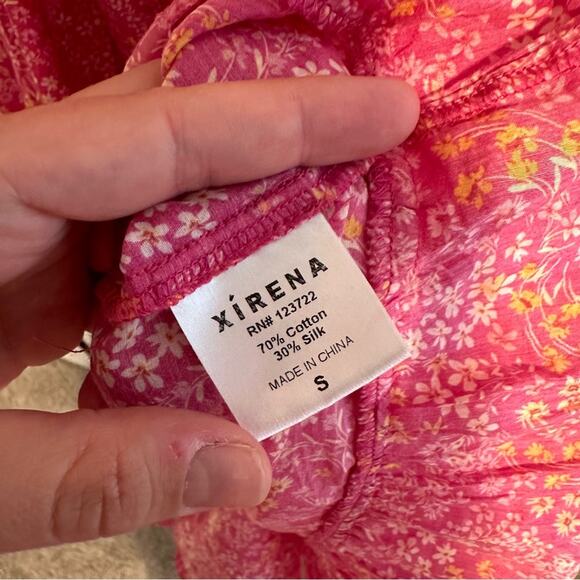 XÍRENA
RN# 123722
70% Cotton
30% Silk
MADE IN CHINA
S